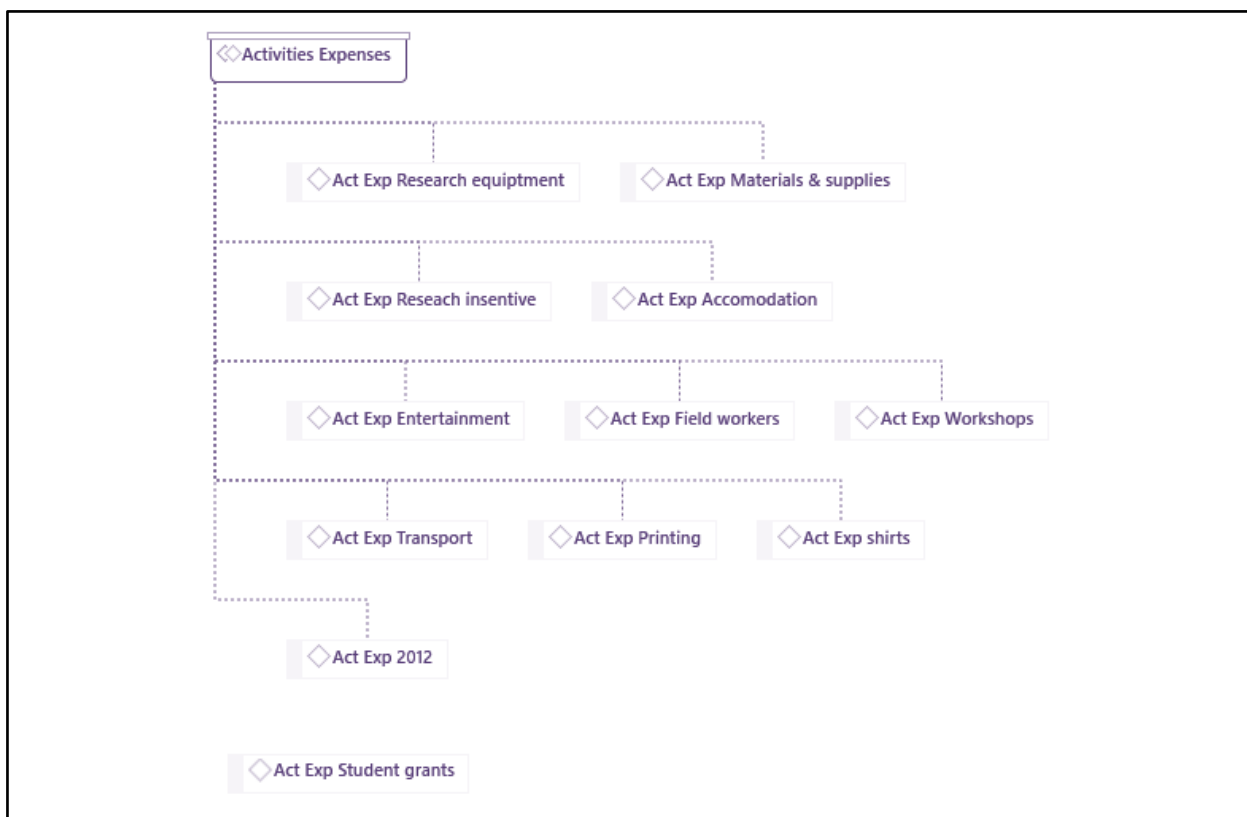 Activities Expenses
Act Exp Research equiptment
Act Exp Materials & supplies
Act Exp Reseach insentive
Act Exp Accomodation
Act Exp Entertainment
Act Exp Field workers
Act Exp Workshops
Act Exp Transport
Act Exp Printing
Act Exp shirts
Act Exp 2012
Act Exp Student grants